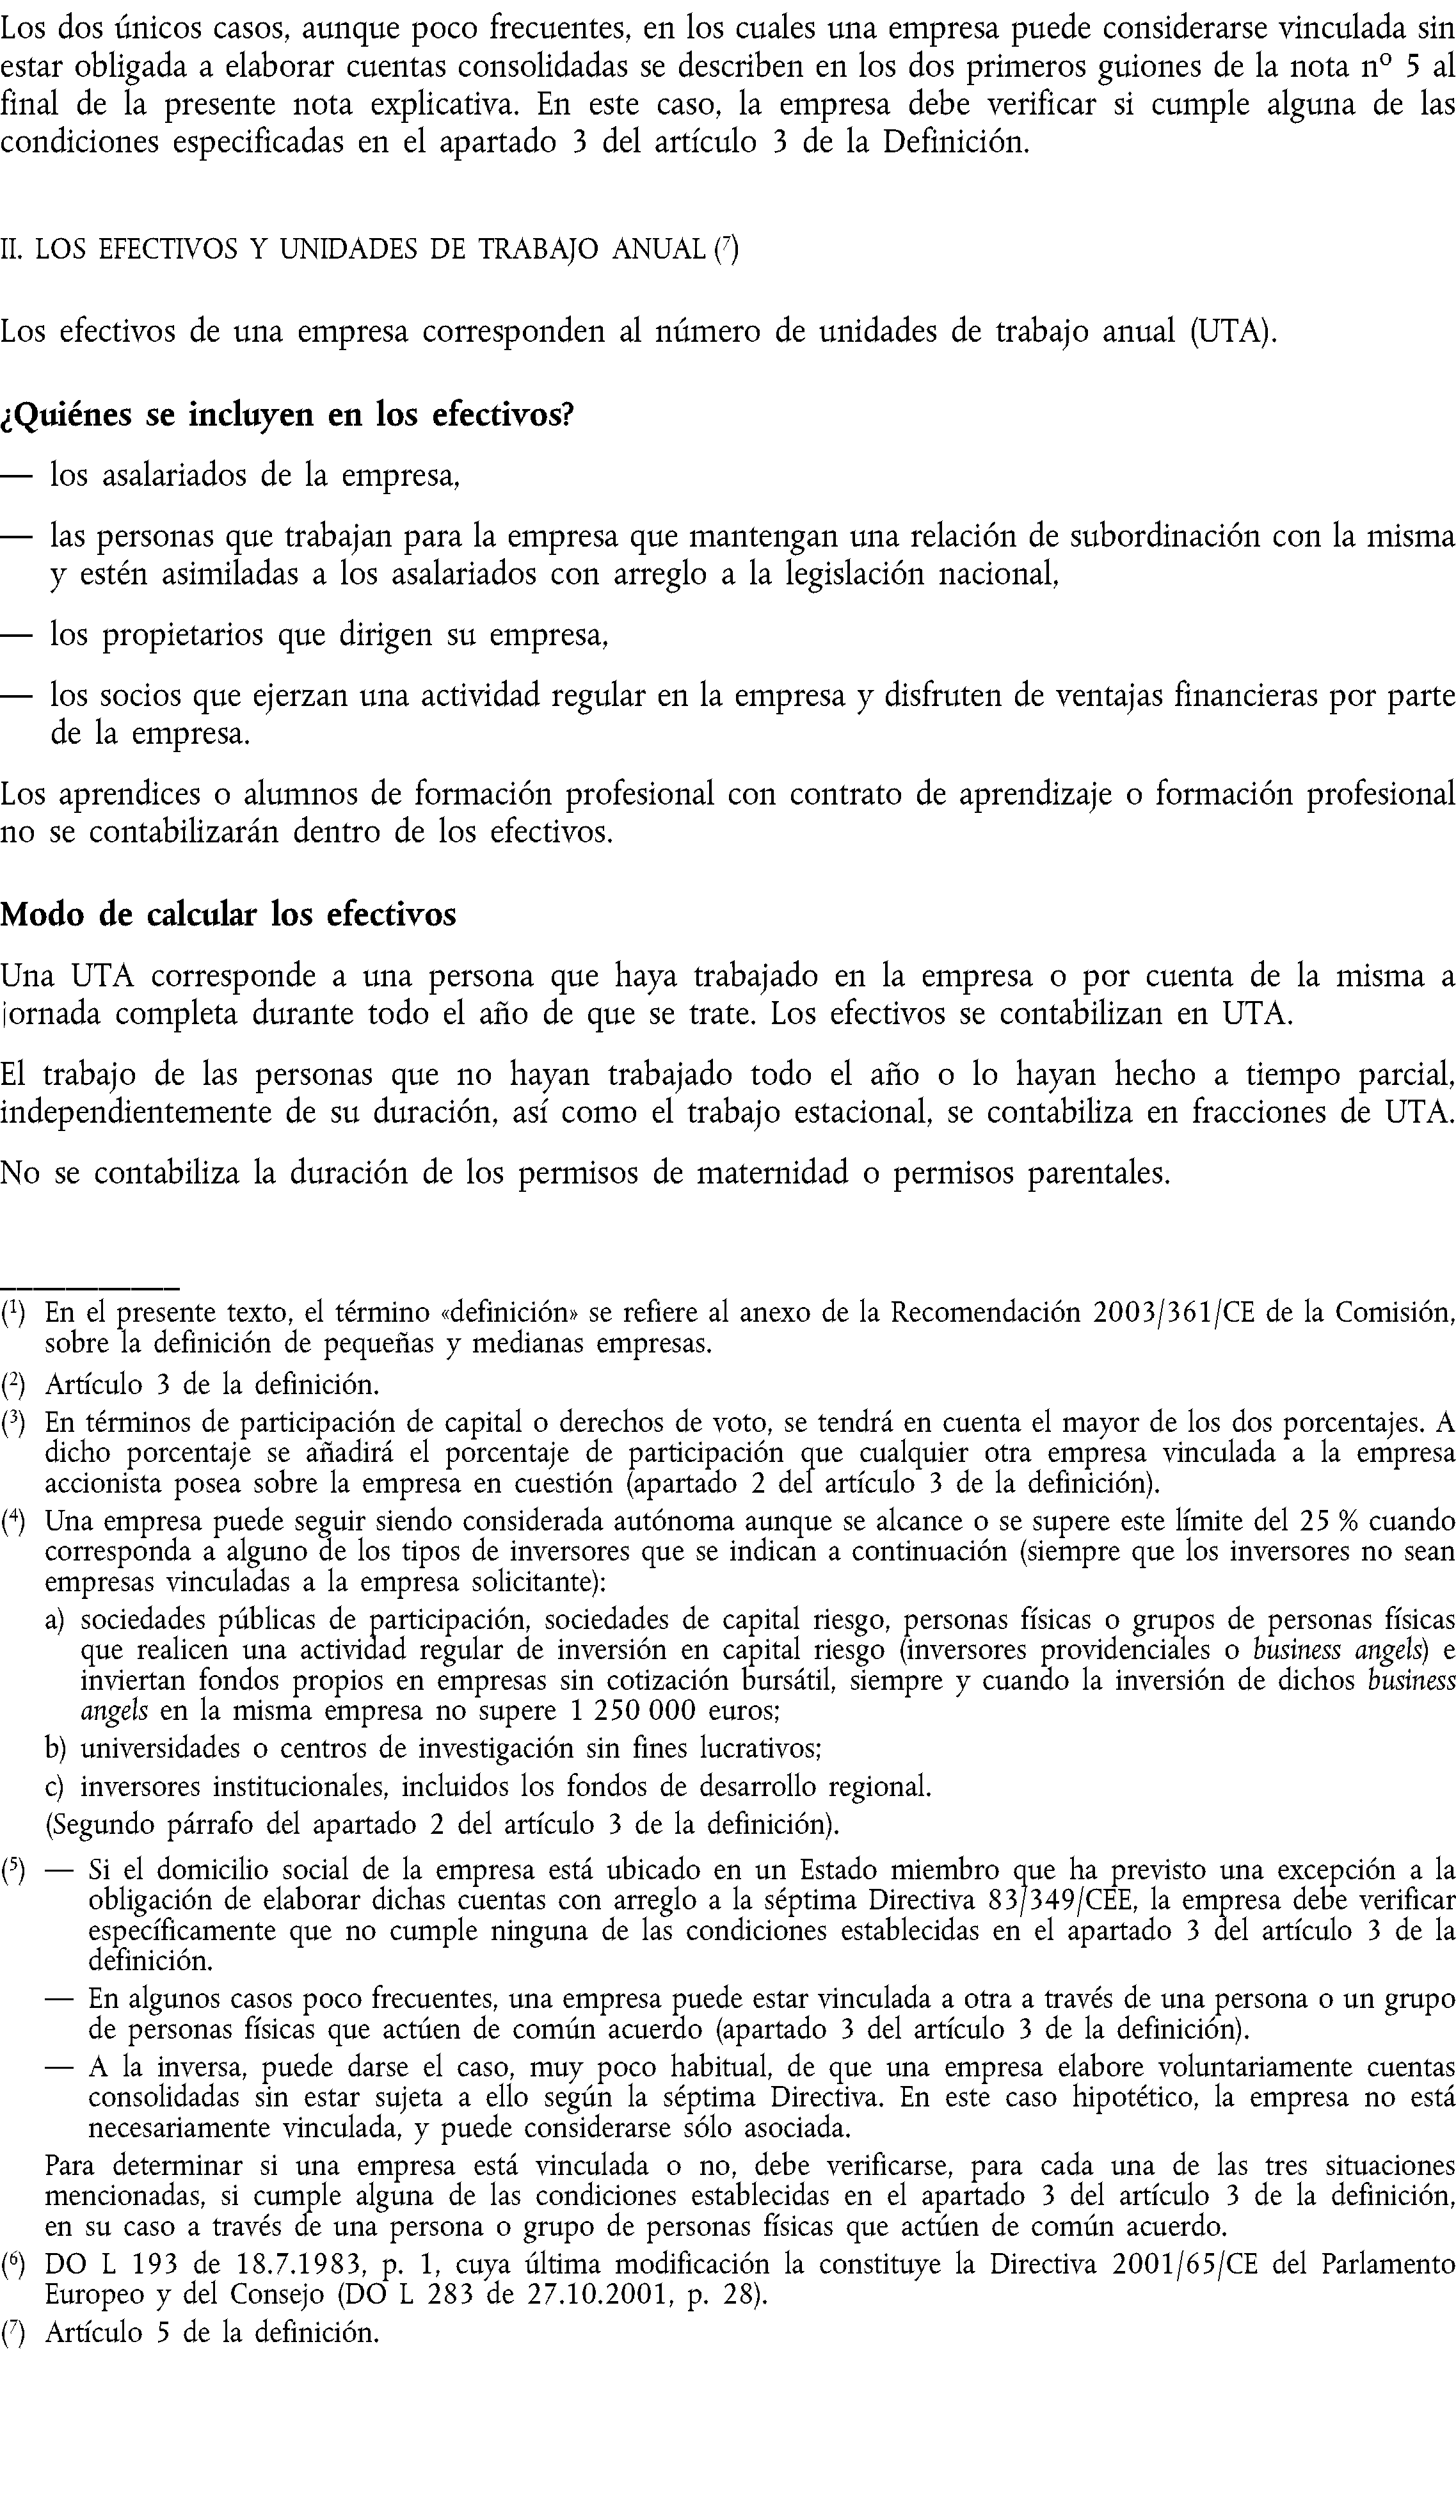 Los dos únicos casos, aunque poco frecuentes, en los cuales una empresa puede considerarse vinculada sin
estar obligada a elaborar cuentas consolidadas se describen en los dos primeros guiones de la nota nº 5 al
final de la presente nota explicativa. En este caso, la empresa debe verificar si cumple alguna de las
condiciones especificadas en el apartado 3 del artículo 3 de la Definición.
II. LOS EFECTIVOS Y UNIDADES DE TRABAJO ANUAL (⁷)
Los efectivos de una empresa corresponden al número de unidades de trabajo anual (UTA).
¿Quiénes se incluyen en los efectivos?
— los asalariados de la empresa,
— las personas que trabajan para la empresa que mantengan una relación de subordinación con la misma
y estén asimiladas a los asalariados con arreglo a la legislación nacional,
— los propietarios que dirigen su empresa,
— los socios que ejerzan una actividad regular en la empresa y disfruten de ventajas financieras por parte
de la empresa.
Los aprendices o alumnos de formación profesional con contrato de aprendizaje o formación profesional
no se contabilizarán dentro de los efectivos.
Modo de calcular los efectivos
Una UTA corresponde a una persona que haya trabajado en la empresa o por cuenta de la misma a
jornada completa durante todo el año de que se trate. Los efectivos se contabilizan en UTA.
El trabajo de las personas que no hayan trabajado todo el año o lo hayan hecho a tiempo parcial,
independientemente de su duración, así como el trabajo estacional, se contabiliza en fracciones de UTA.
No se contabiliza la duración de los permisos de maternidad o permisos parentales.
(¹) En el presente texto, el término «definición» se refiere al anexo de la Recomendación 2003/361/CE de la Comisión,
sobre la definición de pequeñas y medianas empresas.
(²) Artículo 3 de la definición.
(³) En términos de participación de capital o derechos de voto, se tendrá en cuenta el mayor de los dos porcentajes. A
dicho porcentaje se añadirá el porcentaje de participación que cualquier otra empresa vinculada a la empresa
accionista posea sobre la empresa en cuestión (apartado 2 del artículo 3 de la definición).
(⁴) Una empresa puede seguir siendo considerada autónoma aunque se alcance o se supere este límite del 25 % cuando
corresponda a alguno de los tipos de inversores que se indican a continuación (siempre que los inversores no sean
empresas vinculadas a la empresa solicitante):
a) sociedades públicas de participación, sociedades de capital riesgo, personas físicas o grupos de personas físicas
que realicen una actividad regular de inversión en capital riesgo (inversores providenciales o business angels) e
inviertan fondos propios en empresas sin cotización bursátil, siempre y cuando la inversión de dichos business
angels en la misma empresa no supere 1 250 000 euros;
b) universidades o centros de investigación sin fines lucrativos;
c) inversores institucionales, incluidos los fondos de desarrollo regional.
(Segundo párrafo del apartado 2 del artículo 3 de la definición).
(⁵) — Si el domicilio social de la empresa está ubicado en un Estado miembro que ha previsto una excepción a la
obligación de elaborar dichas cuentas con arreglo a la séptima Directiva 83/349/CEE, la empresa debe verificar
específicamente que no cumple ninguna de las condiciones establecidas en el apartado 3 del artículo 3 de la
definición.
— En algunos casos poco frecuentes, una empresa puede estar vinculada a otra a través de una persona o un grupo
de personas físicas que actúen de común acuerdo (apartado 3 del artículo 3 de la definición).
— A la inversa, puede darse el caso, muy poco habitual, de que una empresa elabore voluntariamente cuentas
consolidadas sin estar sujeta a ello según la séptima Directiva. En este caso hipotético, la empresa no está
necesariamente vinculada, y puede considerarse sólo asociada.
Para determinar si una empresa está vinculada o no, debe verificarse, para cada una de las tres situaciones
mencionadas, si cumple alguna de las condiciones establecidas en el apartado 3 del artículo 3 de la definición,
en su caso a través de una persona o grupo de personas físicas que actúen de común acuerdo.
(⁶) DO L 193 de 18.7.1983, p. 1, cuya última modificación la constituye la Directiva 2001/65/CE del Parlamento
Europeo y del Consejo (DO L 283 de 27.10.2001, p. 28).
(⁷) Artículo 5 de la definición.